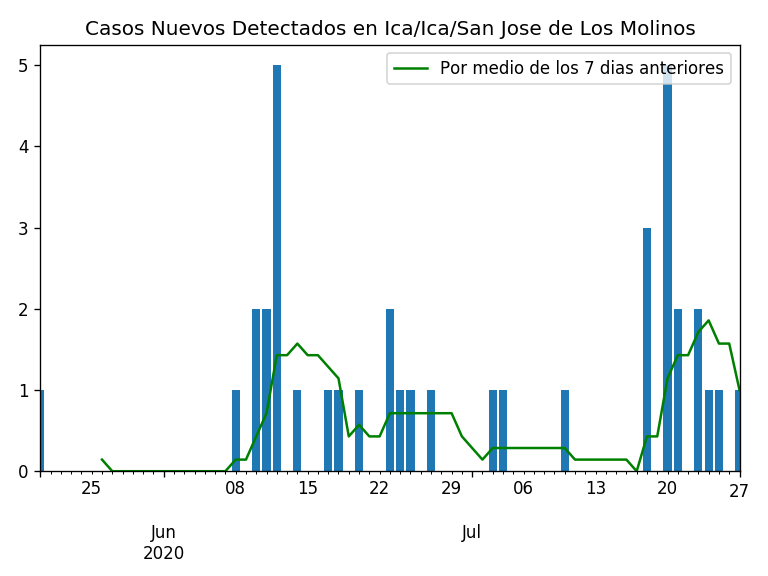 Casos Nuevos Detectados en Ica/Ica/San Jose de Los Molinos
Por medio de los 7 dias anteriores
5
4
3
2
1
0
25 08 15 22 29 06 13 20 27
Jun Jul
2020